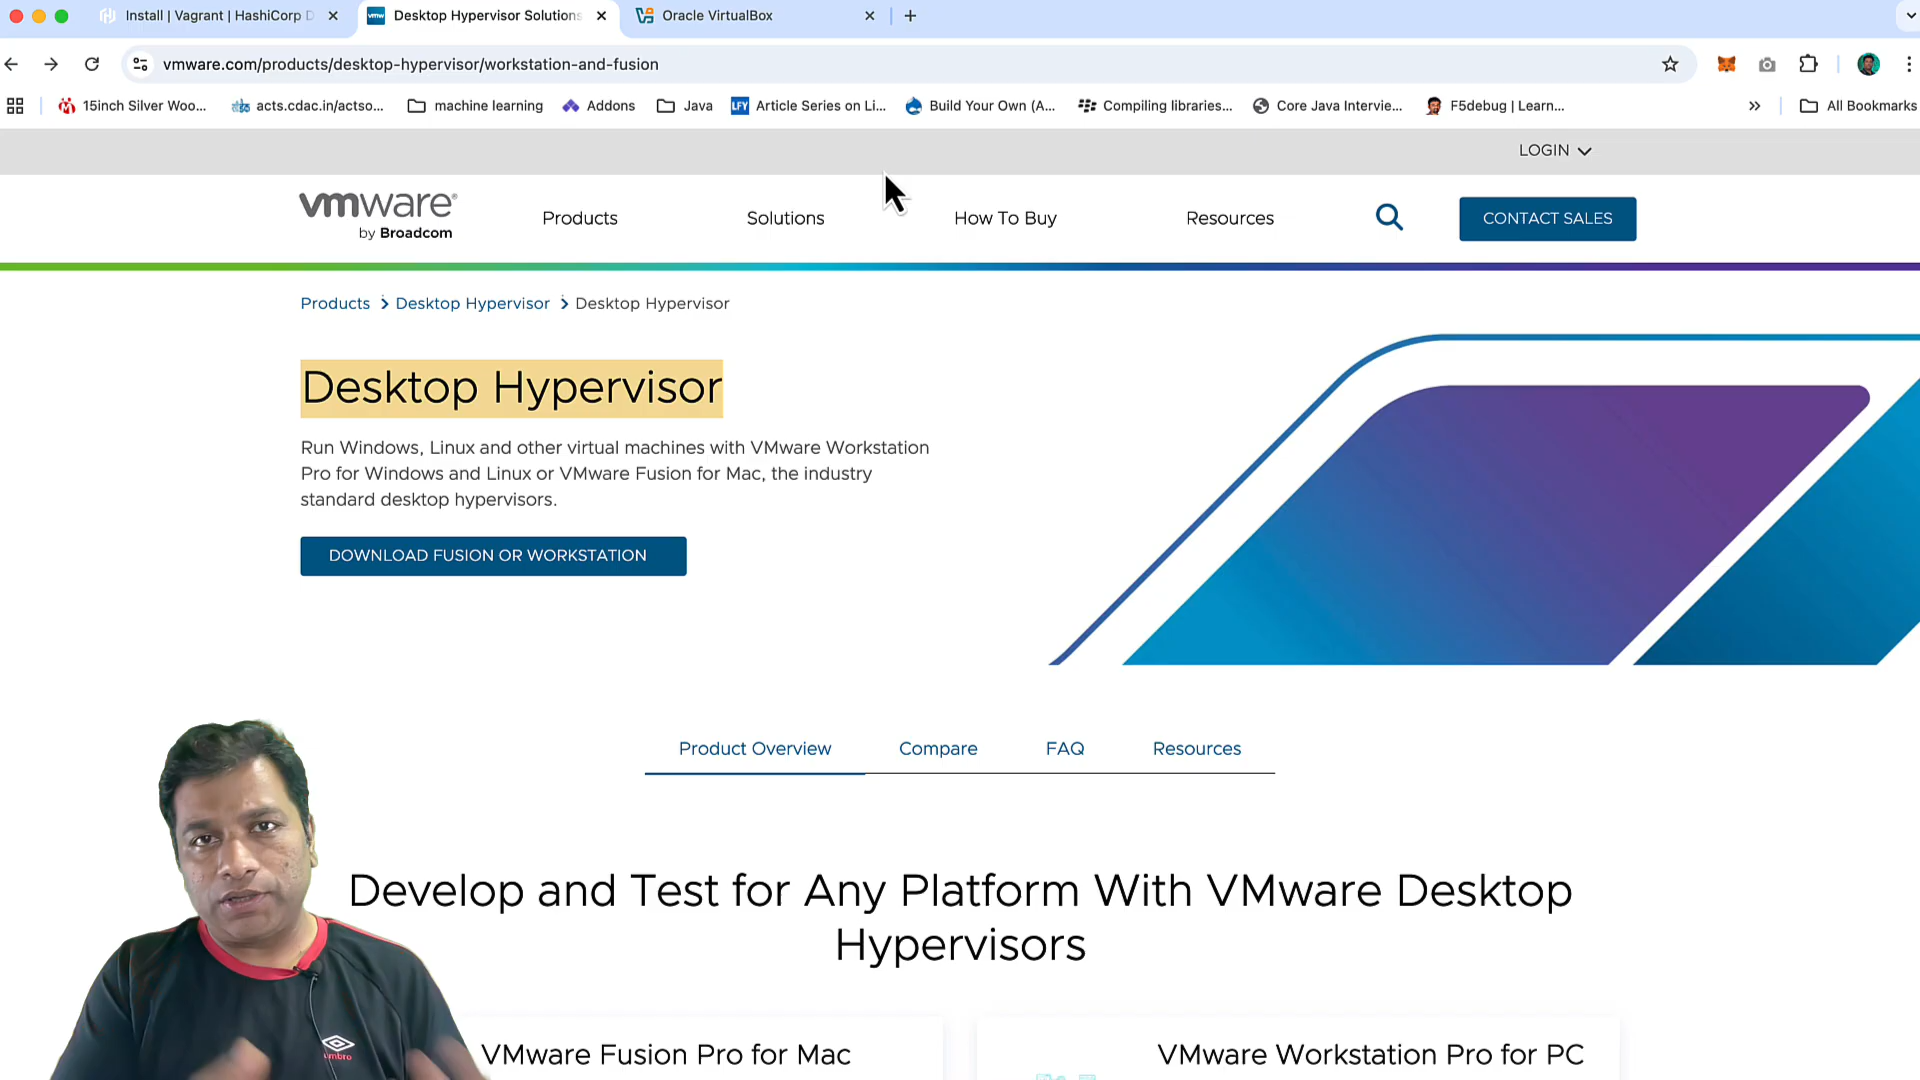 Install | Vagrant | HashiCorp D
Desktop Hypervisor Solutions
Oracle VirtualBox
vmware.com/products/desktop-hypervisor/workstation-and-fusion
15inch Silver Woo...
acts.cdac.in/actso...
machine learning
Addons
Java
LFY
Article Series on Li...
Build Your Own (A...
Compiling libraries...
Core Java Intervie...
F5debug | Learn...
All Bookmarks
LOGIN
vmware®
by Broadcom
Products
Solutions
How To Buy
Resources
CONTACT SALES
Products > Desktop Hypervisor > Desktop Hypervisor
Desktop Hypervisor
Run Windows, Linux and other virtual machines with VMware Workstation
Pro for Windows and Linux or VMware Fusion for Mac, the industry
standard desktop hypervisors.
DOWNLOAD FUSION OR WORKSTATION
Product Overview
Compare
FAQ
Resources
Develop and Test for Any Platform With VMware Desktop
Hypervisors
VMware Fusion Pro for Mac
VMware Workstation Pro for PC
umbro